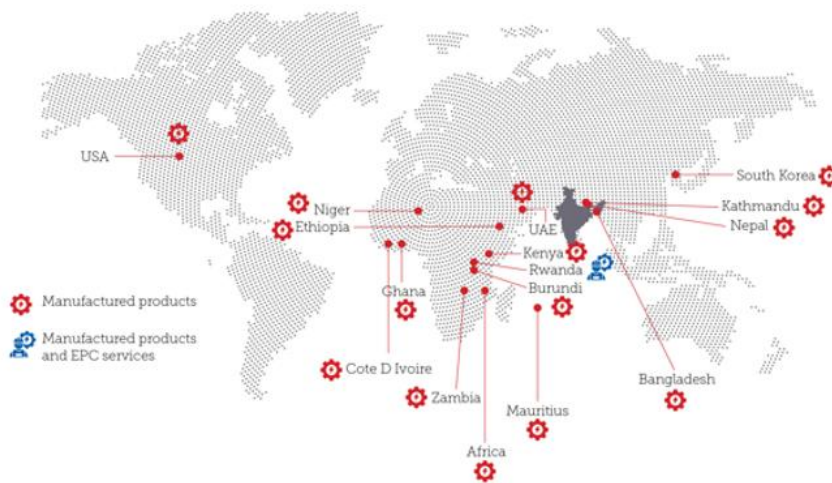 USA
South Korea
Kathmandu
Nepal
Niger
Ethiopia
UAE
Kenya
Rwanda
Burundi
Ghana
Manufactured products
Manufactured products
and EPC services
Cote D Ivoire
Zambia
Mauritius
Bangladesh
Africa